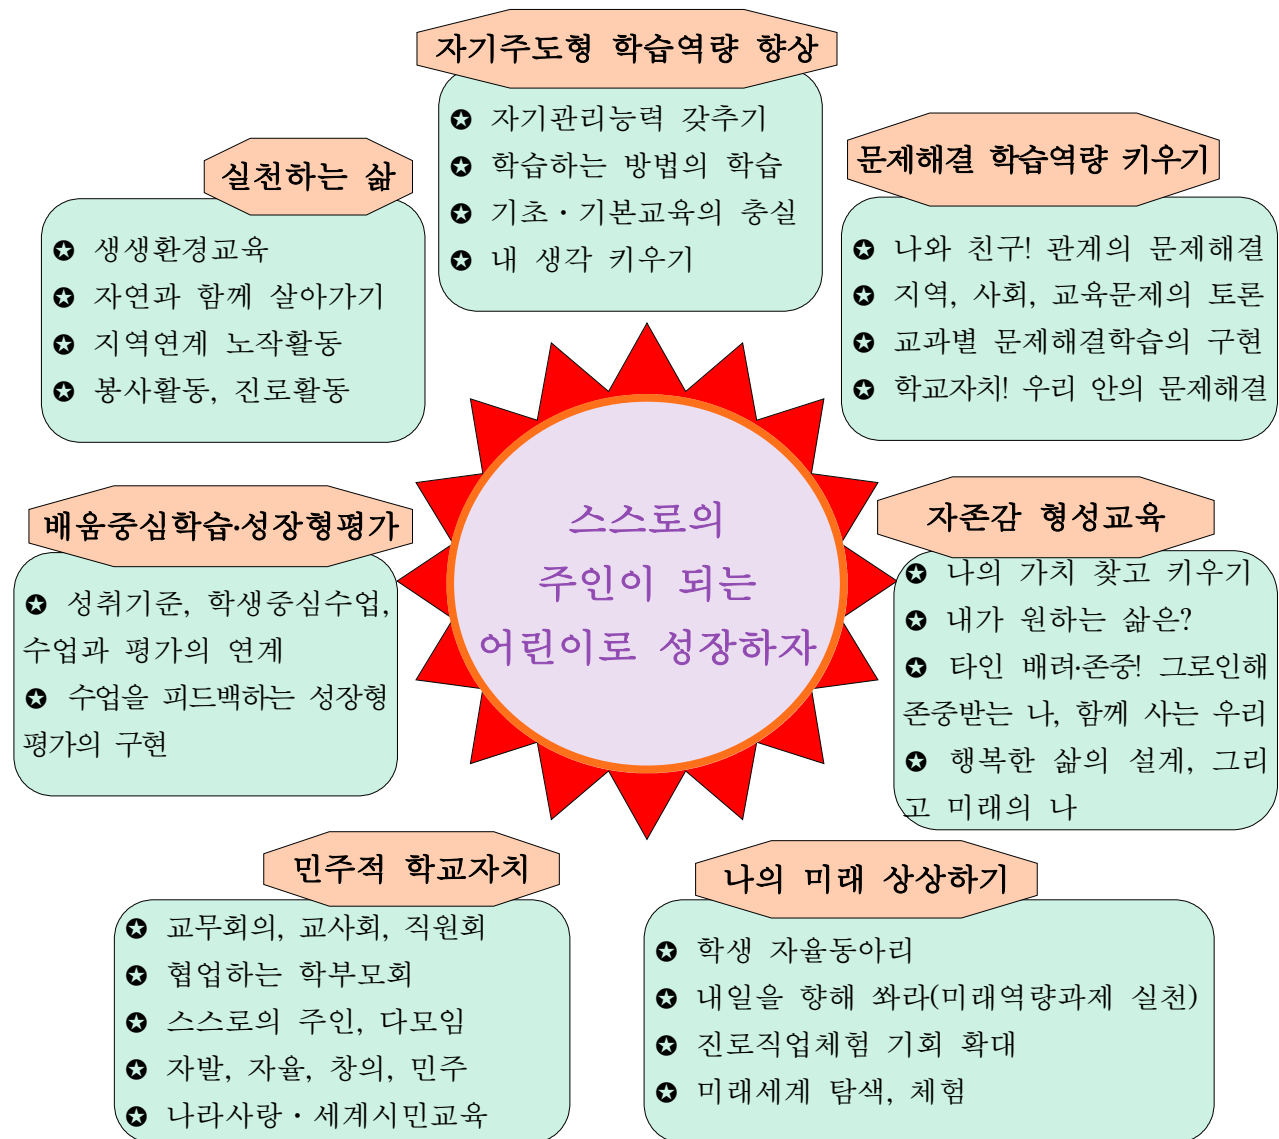 자기주도형 학습역량 향상
✪ 자기관리능력 갖추기
✪ 학습하는 방법의 학습
✪ 기초·기본교육의 충실
✪ 내 생각 키우기
실천하는 삶
✪ 생생환경교육
✪ 자연과 함께 살아가기
✪ 지역연계 노작활동
✪ 봉사활동, 진로활동
문제해결 학습역량 키우기
✪ 나와 친구! 관계의 문제해결
✪ 지역, 사회, 교육문제의 토론
✪ 교과별 문제해결학습의 구현
✪ 학교자치! 우리 안의 문제해결
스스로의
주인이 되는
어린이로 성장하자
배움중심학습·성장형평가
✪ 성취기준, 학생중심수업,
수업과 평가의 연계
✪ 수업을 피드백하는 성장형
평가의 구현
자존감 형성교육
✪ 나의 가치 찾고 키우기
✪ 내가 원하는 삶은?
✪ 타인 배려·존중! 그로인해
존중받는 나, 함께 사는 우리
✪ 행복한 삶의 설계, 그리
고 미래의 나
민주적 학교자치
✪ 교무회의, 교사회, 직원회
✪ 협업하는 학부모회
✪ 스스로의 주인, 다모임
✪ 자발, 자율, 창의, 민주
✪ 나라사랑·세계시민교육
나의 미래 상상하기
✪ 학생 자율동아리
✪ 내일을 향해 쏴라(미래역량과제 실천)
✪ 진로직업체험 기회 확대
✪ 미래세계 탐색, 체험